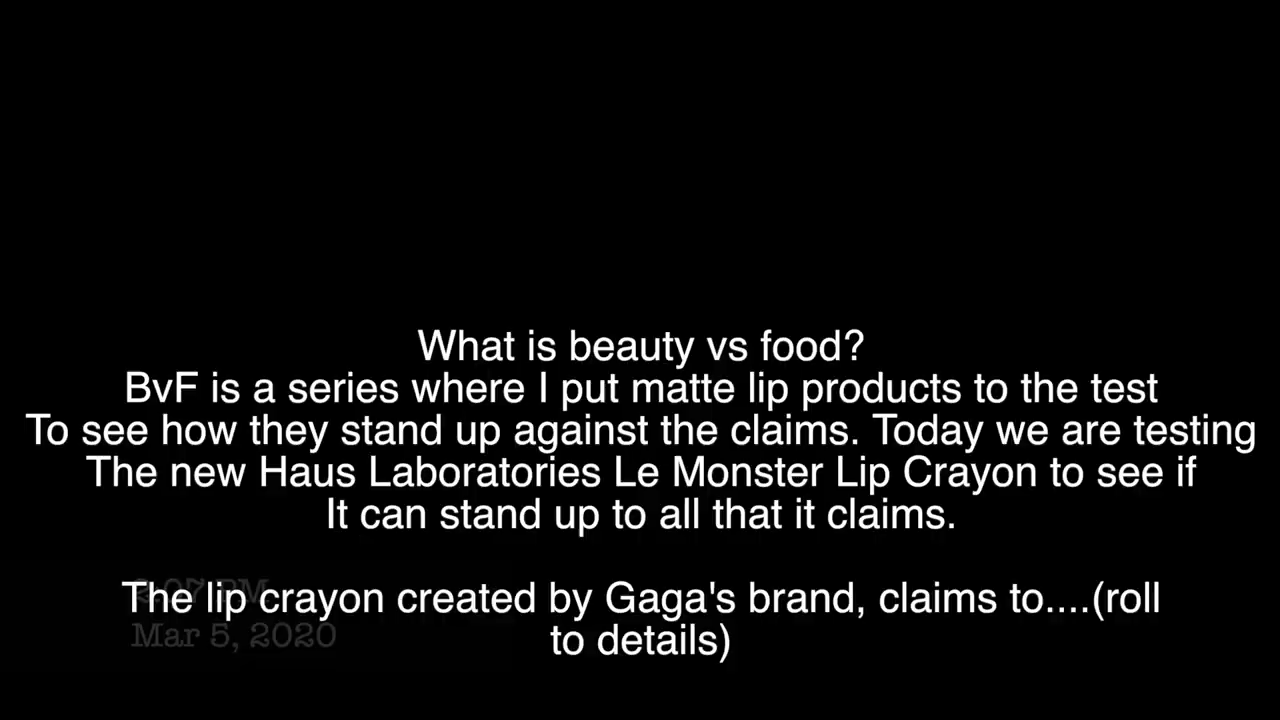 What is beauty vs food?
BvF is a series where I put matte lip products to the test
To see how they stand up against the claims. Today we are testing
The new Haus Laboratories Le Monster Lip Crayon to see if
It can stand up to all that it claims.
The lip crayon created by Gaga's brand, claims to....(roll
to details)
PM
Mar 5, 2020